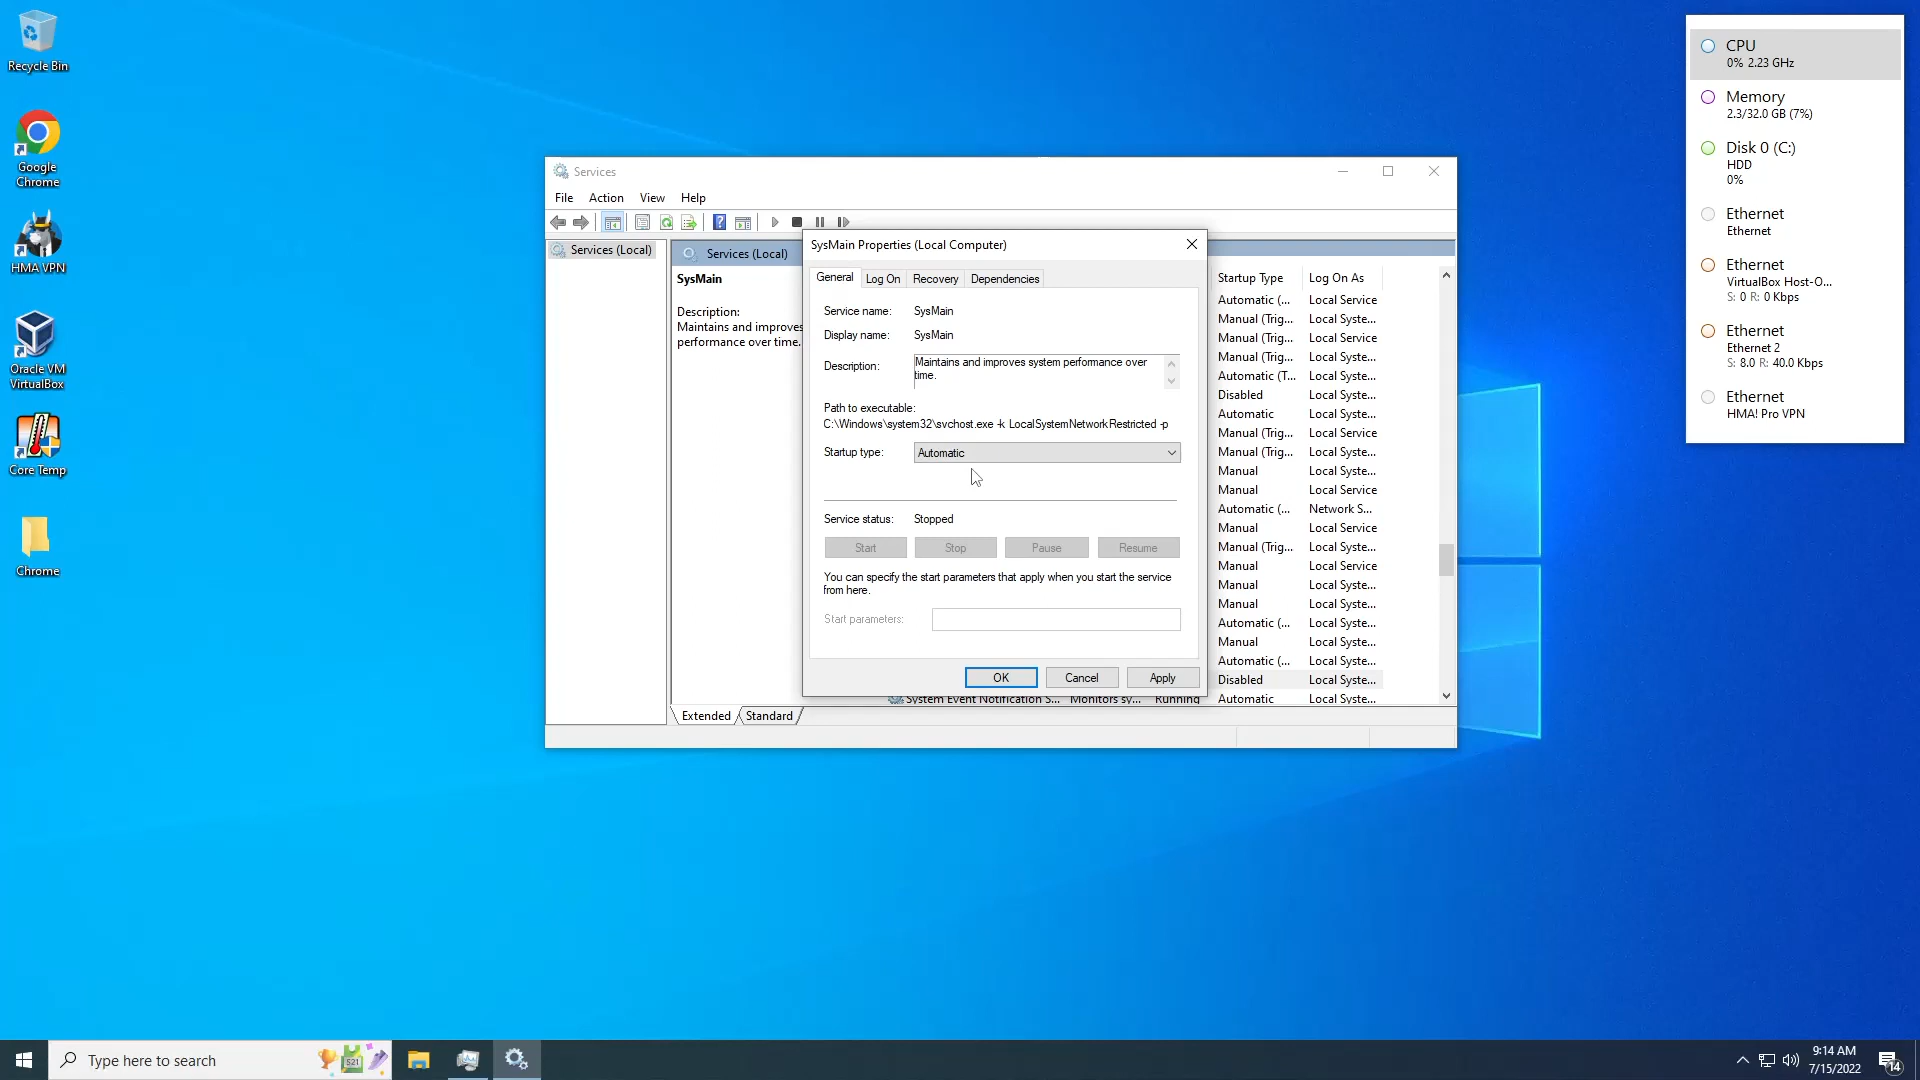 Recycle Bin
Google
Chrome
HMA VPN
Oracle VM
VirtualBox
Core Temp
Chrome
Services
File Action View Help
Services (Local)
Services (Local)
SysMain
Description:
Maintains and improves
performance over time.
SysMain Properties (Local Computer)
General Log On Recovery Dependencies
Service name: SysMain
Display name: SysMain
Description: Maintains and improves system performance over
time.
Path to executable:
C:\Windows\system32\svchost.exe -k LocalSystemNetworkRestricted -p
Startup type: Automatic
Service status: Stopped
Start Stop Pause Resume
You can specify the start parameters that apply when you start the service
from here.
Start parameters:
OK Cancel Apply
Startup Type Log On As
Automatic (... Local Service
Manual (Trig... Local Syste...
Manual (Trig... Local Service
Manual (Trig... Local Syste...
Automatic (T... Local Syste...
Disabled Local Syste...
Automatic Local Syste...
Manual (Trig... Local Syste...
Manual (Trig... Local Syste...
Manual Local Syste...
Manual Local Service
Automatic (... Network S...
Manual Local Service
Manual (Trig... Local Syste...
Manual Local Service
Manual Local Syste...
Manual Local Syste...
Automatic (... Local Syste...
Manual Local Syste...
Automatic (... Local Syste...
Disabled Local Syste...
System Event Notification S... Monitors sy... Running Automatic Local Syste...
Extended Standard
CPU
0% 2.23 GHz
Memory
2.3/32.0 GB (7%)
Disk 0 (C:)
HDD
0%
Ethernet
Ethernet
Ethernet
VirtualBox Host-O...
S: 0 R: 0 Kbps
Ethernet
Ethernet 2
S: 8.0 R: 40.0 Kbps
Ethernet
HMA! Pro VPN
Type here to search
521
9:14 AM
7/15/2022
14